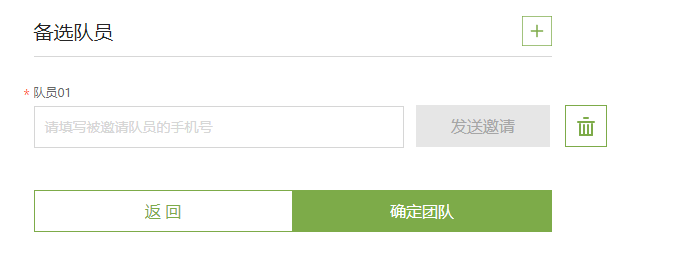 备选队员
* 队员01
请填写被邀请队员的手机号
发送邀请
返 回
确定团队